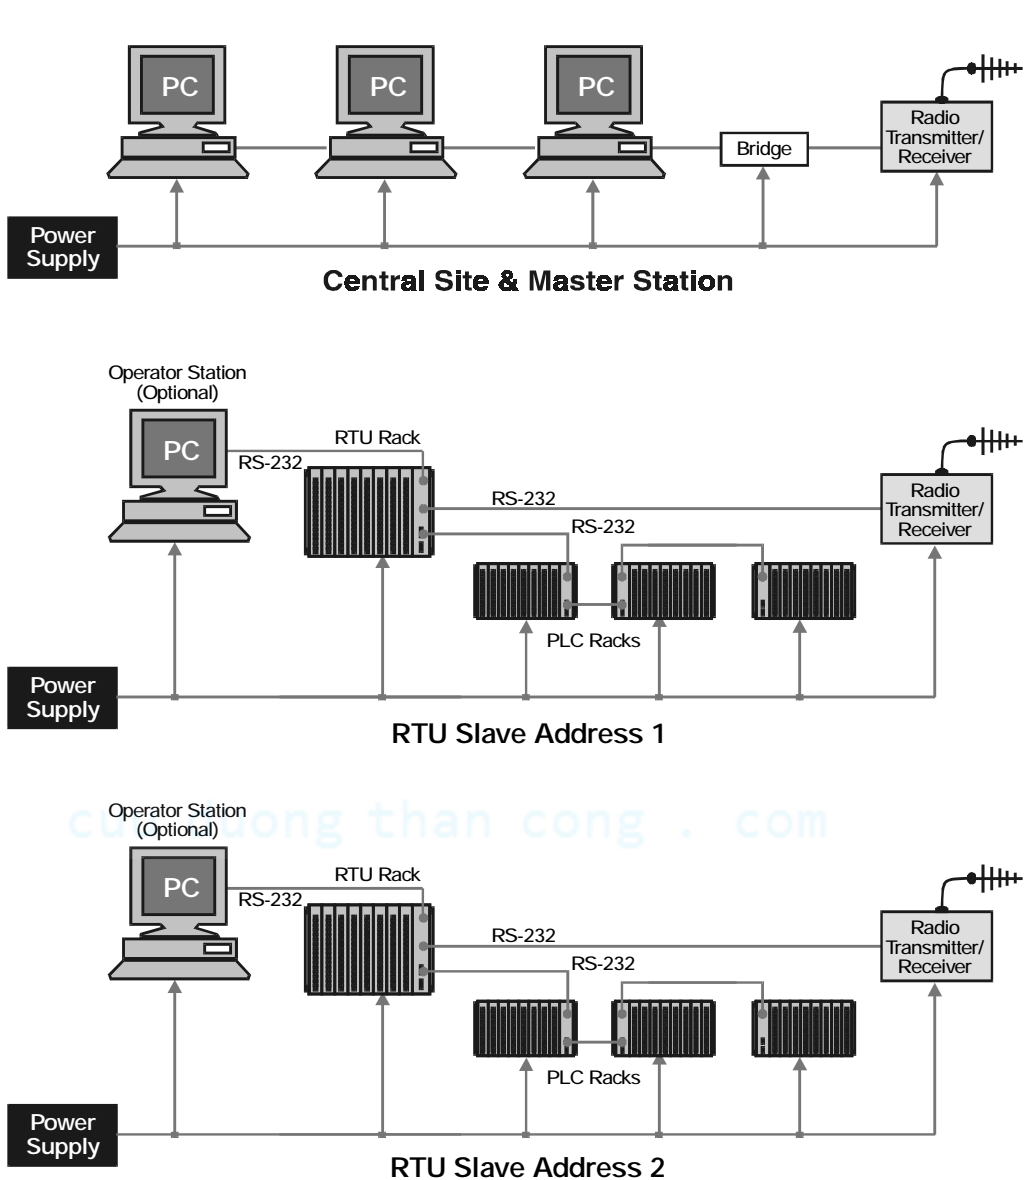 PC
PC
PC
Radio
Transmitter/
Receiver
Bridge
Power
Supply
Central Site & Master Station
Operator Station
(Optional)
PC
RS-232
RTU Rack
RS-232
RS-232
Radio
Transmitter/
Receiver
PLC Racks
Power
Supply
RTU Slave Address 1
cuu duong than cong . com
Operator Station
(Optional)
PC
RS-232
RTU Rack
RS-232
RS-232
Radio
Transmitter/
Receiver
PLC Racks
Power
Supply
RTU Slave Address 2